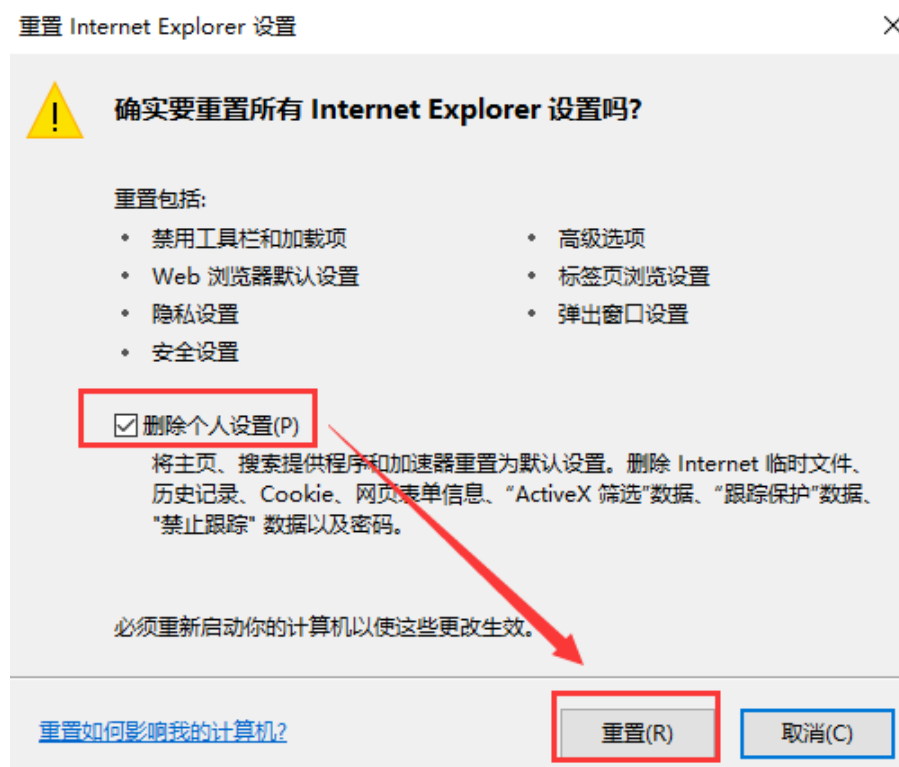 重置 Internet Explorer 设置
确实要重置所有 Internet Explorer 设置吗?
重置包括:
• 禁用工具栏和加载项
• 高级选项
• Web 浏览器默认设置
• 标签页浏览设置
• 隐私设置
• 弹出窗口设置
• 安全设置
删除个人设置(P)
将主页、搜索提供程序和加速器重置为默认设置。删除 Internet 临时文件、
历史记录、Cookie、网页表单信息、“ActiveX 筛选”数据、“跟踪保护”数据、
"禁止跟踪" 数据以及密码。
必须重新启动你的计算机以使这些更改生效。
重置如何影响我的计算机?
重置(R)
取消(C)